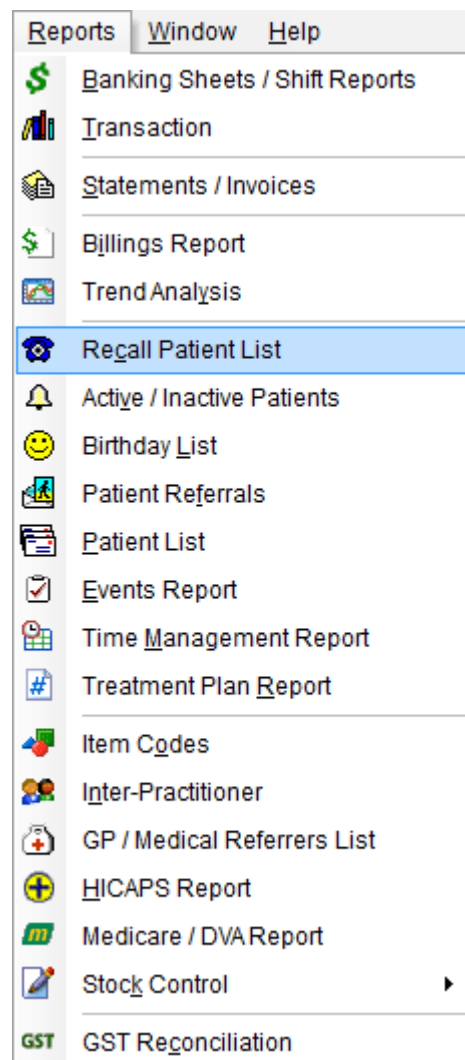 Reports Window Help
Banking Sheets / Shift Reports
Transaction
Statements / Invoices
Billings Report
Trend Analysis
Recall Patient List
Active / Inactive Patients
Birthday List
Patient Referrals
Patient List
Events Report
Time Management Report
# Treatment Plan Report
Item Codes
Inter-Practitioner
GP / Medical Referrers List
HICAPS Report
m Medicare / DVA Report
Stock Control
GST GST Reconciliation